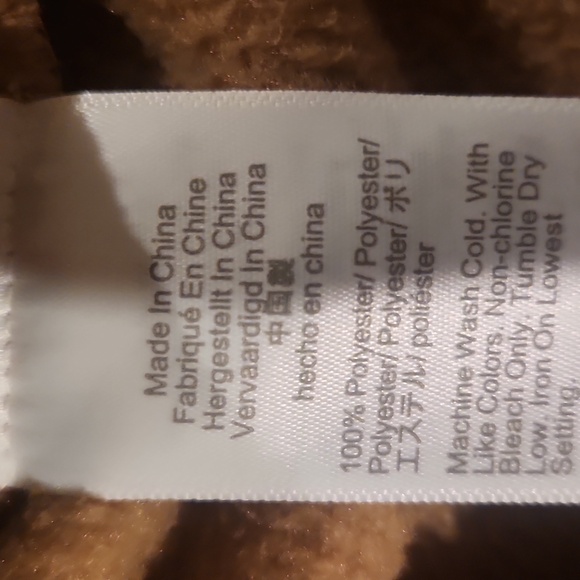 Made In China
Fabriqué En Chine
Hergestellt In China
Vervaardigd In China
中国製
hecho en china
100% Polyester/ Polyester/
Polyester/ Polyester/ ポリ
エステル/ poliéster
Machine Wash Cold. With
Like Colors. Non-chlorine
Bleach Only. Tumble Dry
Low. Iron On Lowest
Setting.